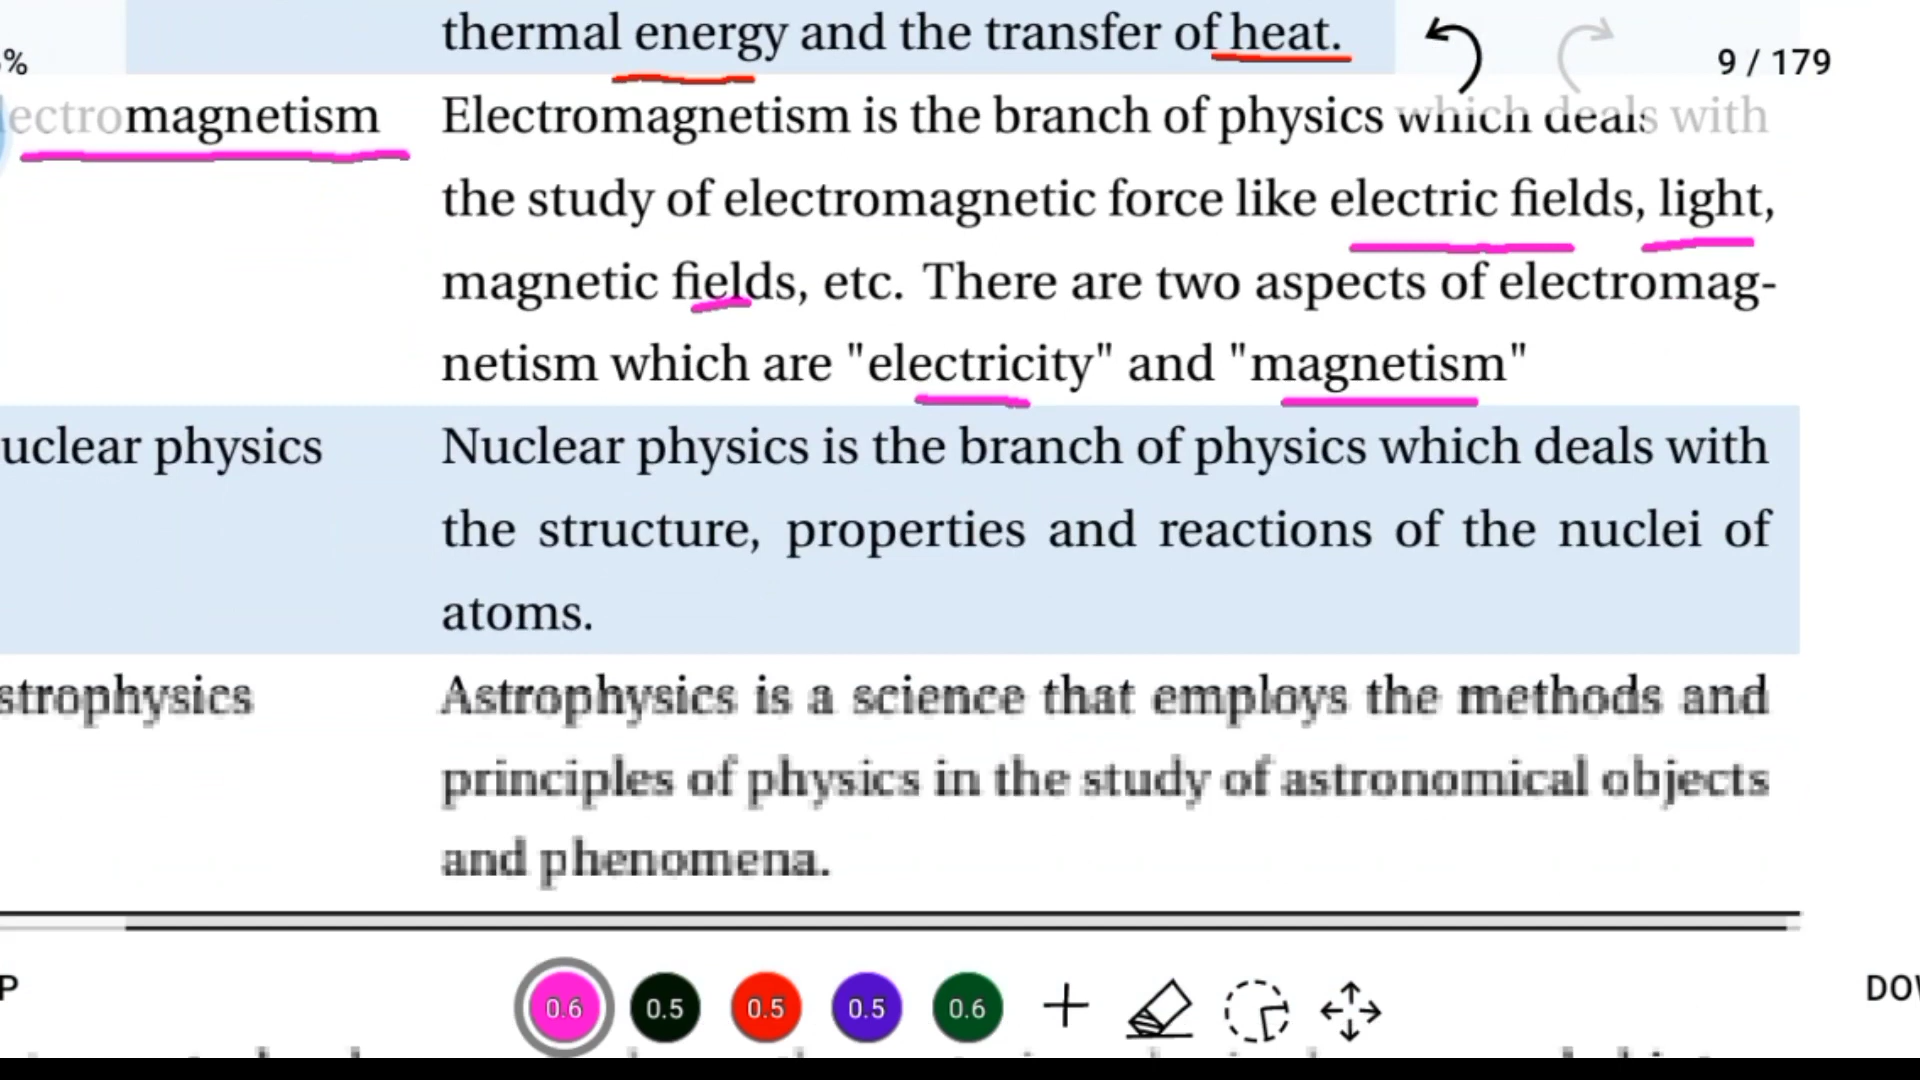 thermal energy and the transfer of heat.
9 / 179
%
ectromagnetism Electromagnetism is the branch of physics which deals with
the study of electromagnetic force like electric fields, light,
magnetic fields, etc. There are two aspects of electromag-
netism which are "electricity" and "magnetism"
uclear physics Nuclear physics is the branch of physics which deals with
the structure, properties and reactions of the nuclei of
atoms.
strophysics Astrophysics is a science that employs the methods and
principles of physics in the study of astronomical objects
and phenomena.
P DO
0.6 0.5 0.5 0.5 0.6